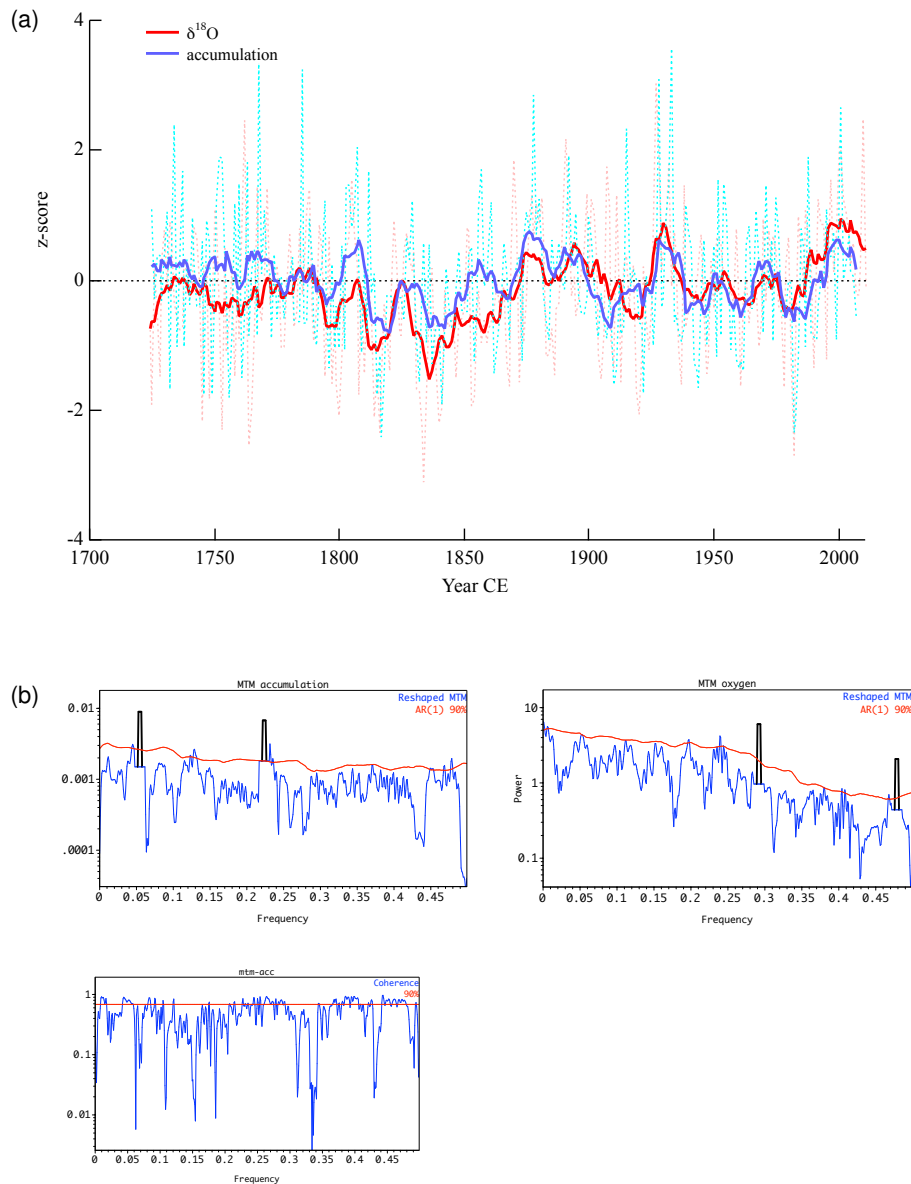 (a)
δ18O
accumulation
4
2
0
-2
-4
z-score
1700
1750
1800
1850
1900
1950
2000
Year CE
(b)
MTM accumulation
Reshaped MTM
AR(1) 90%
0.01
0.001
.0001
0 0.05 0.1 0.15 0.2 0.25 0.3 0.35 0.4 0.45
Frequency
MTM oxygen
Reshaped MTM
AR(1) 90%
10
1
0.1
Power
0 0.05 0.1 0.15 0.2 0.25 0.3 0.35 0.4 0.45
Frequency
mtm-acc
Coherence
90%
1
0.1
0.01
0 0.05 0.1 0.15 0.2 0.25 0.3 0.35 0.4 0.45
Frequency